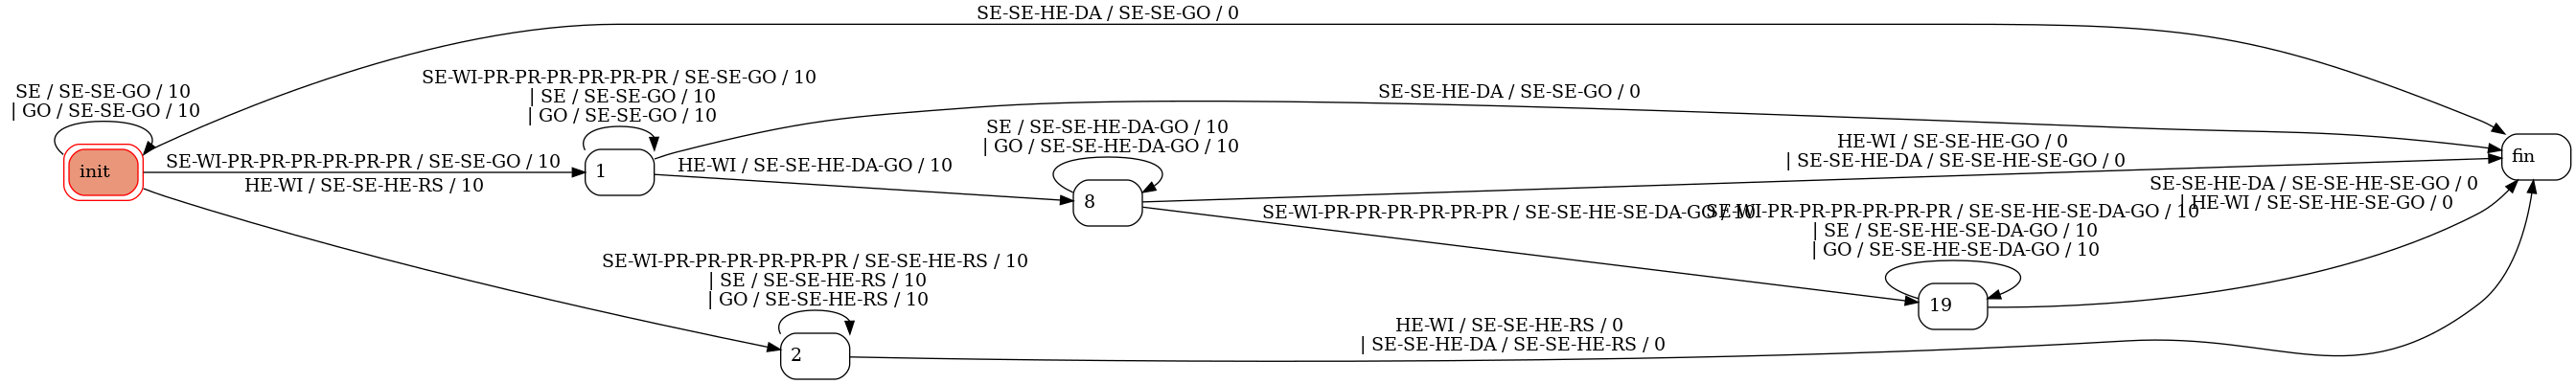 SE-SE-HE-DA / SE-SE-GO / 0
SE / SE-SE-GO / 10
| GO / SE-SE-GO / 10
init
SE-WI-PR-PR-PR-PR-PR-PR / SE-SE-GO / 10
HE-WI / SE-SE-HE-RS / 10
SE-WI-PR-PR-PR-PR-PR-PR / SE-SE-GO / 10
| SE / SE-SE-GO / 10
| GO / SE-SE-GO / 10
1
SE-SE-HE-DA / SE-SE-GO / 0
HE-WI / SE-SE-HE-DA-GO / 10
SE / SE-SE-HE-DA-GO / 10
| GO / SE-SE-HE-DA-GO / 10
8
HE-WI / SE-SE-HE-GO / 0
| SE-SE-HE-DA / SE-SE-HE-SE-GO / 0
fin
SE-WI-PR-PR-PR-PR-PR-PR / SE-SE-HE-SE-DA-GO / 10
SE-WI-PR-PR-PR-PR-PR-PR / SE-SE-HE-SE-DA-GO / 10
| SE / SE-SE-HE-SE-DA-GO / 10
| GO / SE-SE-HE-SE-DA-GO / 10
19
SE-SE-HE-DA / SE-SE-HE-SE-GO / 0
| HE-WI / SE-SE-HE-SE-GO / 0
SE-WI-PR-PR-PR-PR-PR-PR / SE-SE-HE-RS / 10
| SE / SE-SE-HE-RS / 10
| GO / SE-SE-HE-RS / 10
2
HE-WI / SE-SE-HE-RS / 0
| SE-SE-HE-DA / SE-SE-HE-RS / 0